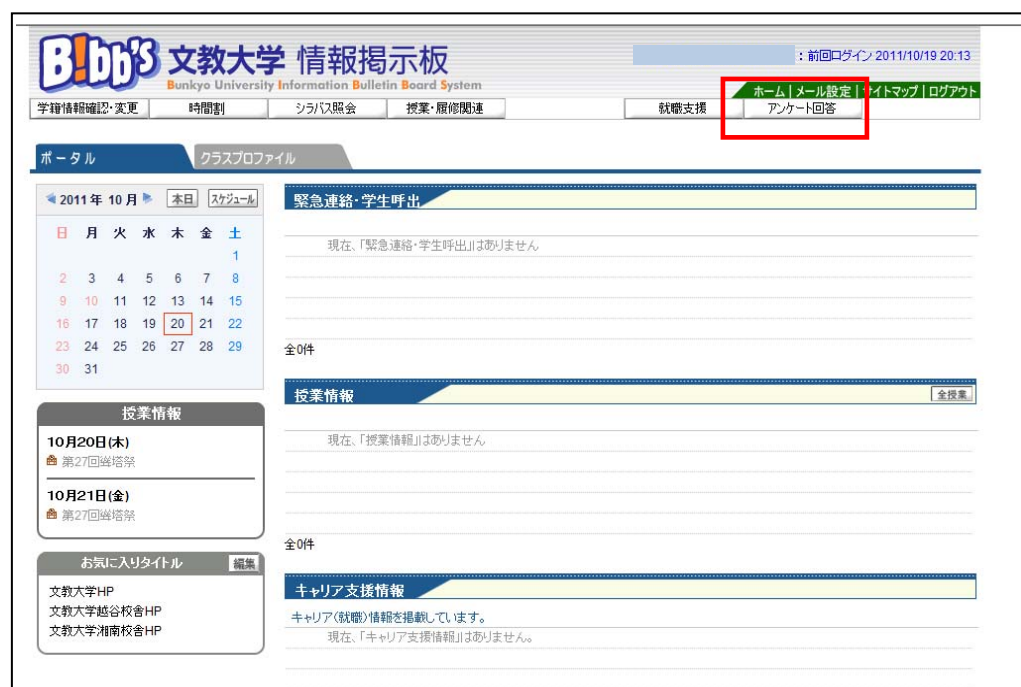 B!bb's 文教大学 情報掲示板
Bunkyo University Information Bulletin Board System
:前回ログイン 2011/10/19 20:13
ホーム | メール設定 | サイトマップ | ログアウト
学籍情報確認・変更 時間割 シラバス照会 授業・履修関連 就職支援 アンケート回答
ポータル クラスプロファイル
2011年 10月 本日 スケジュール
日 月 火 水 木 金 土
1
2 3 4 5 6 7 8
9 10 11 12 13 14 15
16 17 18 19 20 21 22
23 24 25 26 27 28 29
30 31
授業情報
10月20日(木)
第27回 塔祭
10月21日(金)
第27回 塔祭
お気に入りタイトル 編集
文教大学HP
文教大学越谷校舎HP
文教大学湘南校舎HP
緊急連絡・学生呼出
現在、「緊急連絡・学生呼出」はありません
全0件
授業情報 全授業
現在、「授業情報」はありません
全0件
キャリア支援情報
キャリア(就職)情報を掲載しています。
現在、「キャリア支援情報」はありません。